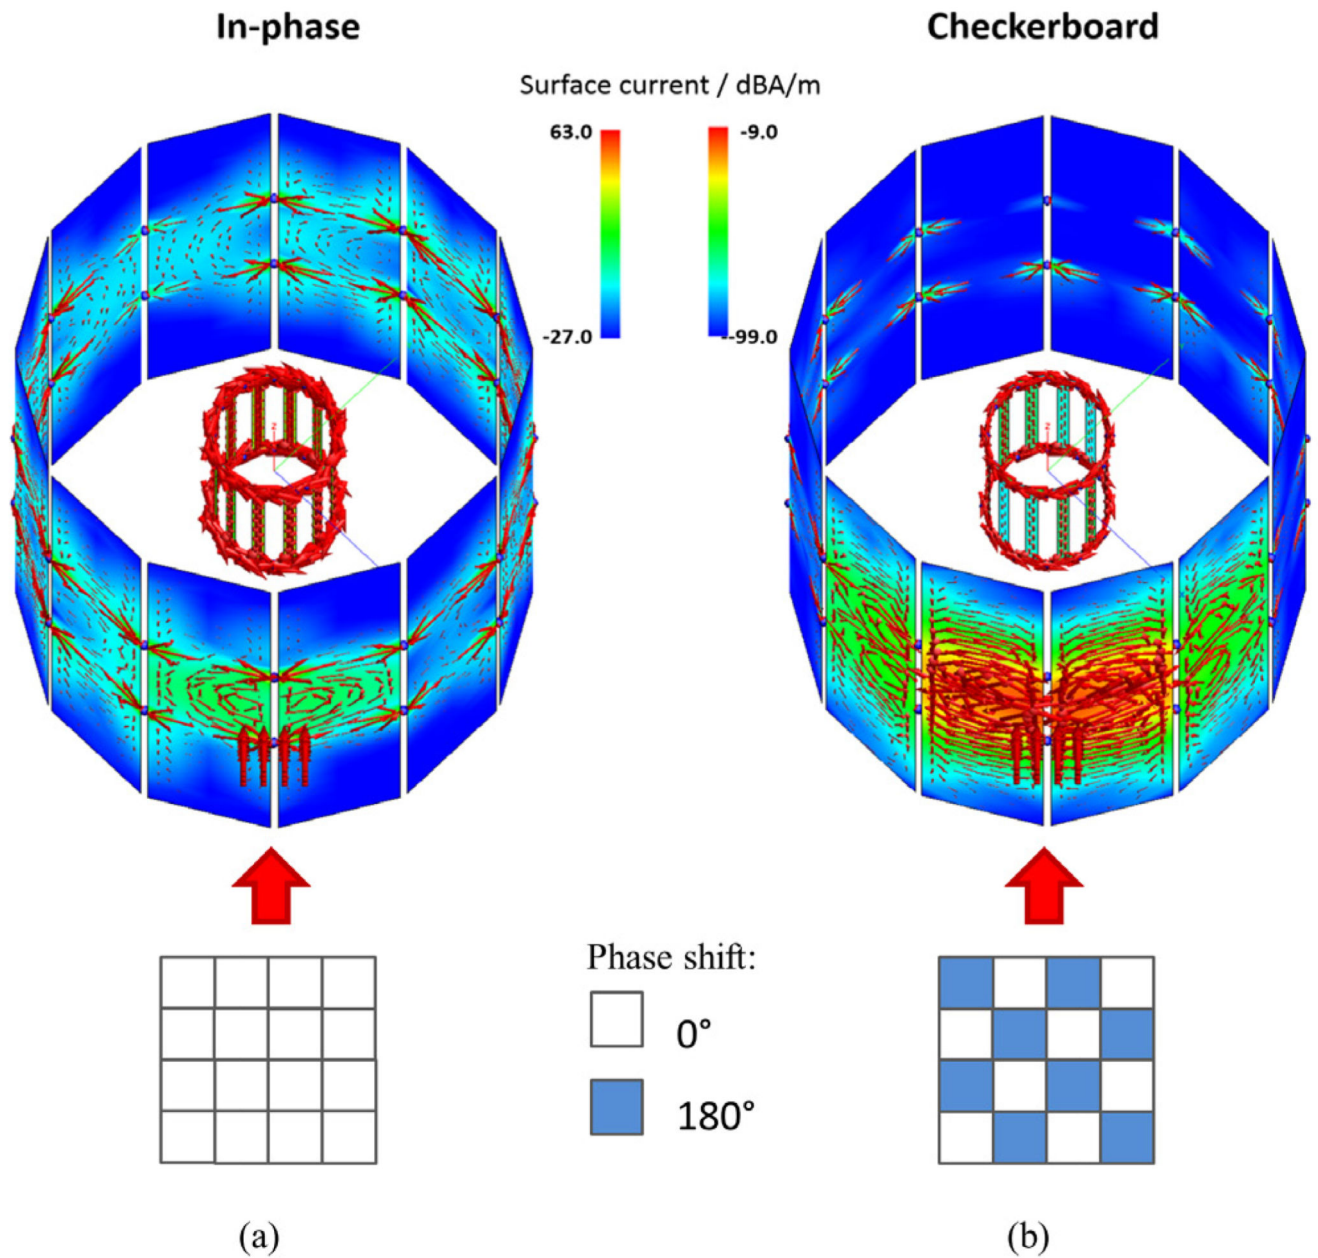 In-phase
Checkerboard
Surface current / dBA/m
63.0
-9.0
-27.0
--99.0
z
z
Phase shift:
0°
180°
(a)
(b)